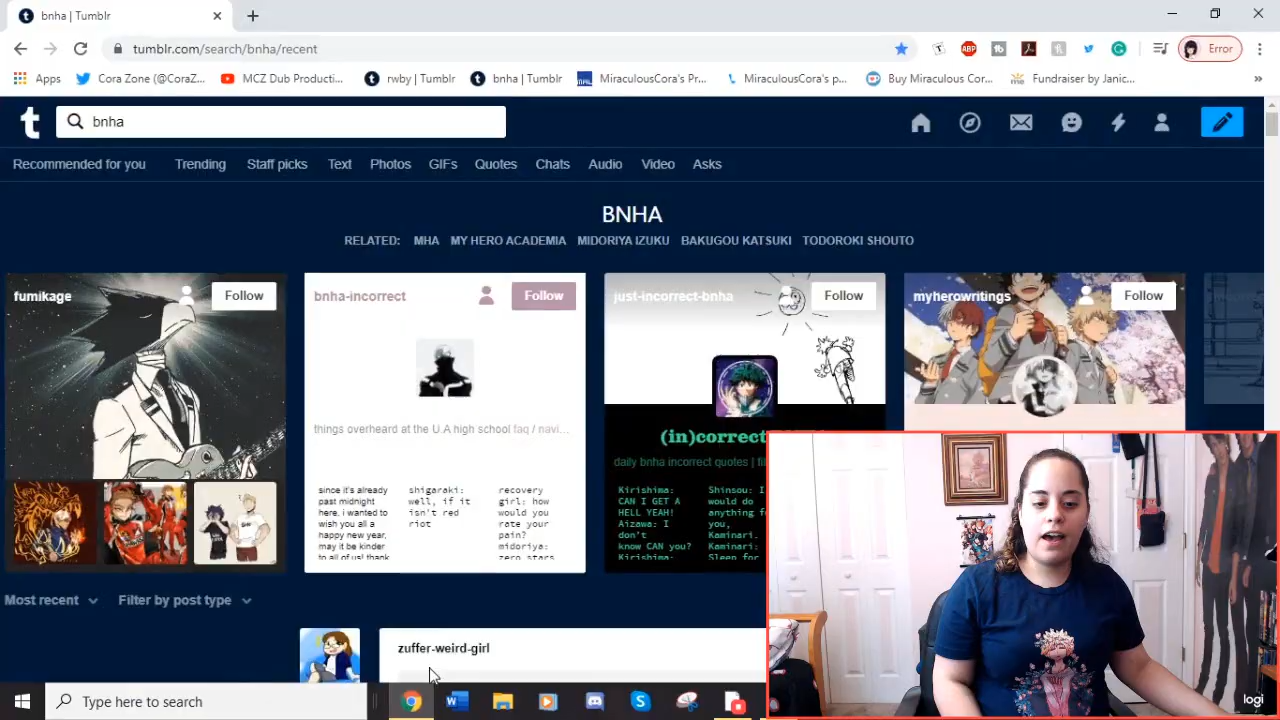 bnha | Tumblr
tumblr.com/search/bnha/recent
ABP
Error
Apps
Cora Zone (@CoraZ...
MCZ Dub Producti...
rwby | Tumblr
bnha | Tumblr
MiraculousCora's Pr...
MiraculousCora's p...
Buy Miraculous Cor...
Fundraiser by Janic...
bnha
Recommended for you
Trending
Staff picks
Text
Photos
GIFs
Quotes
Chats
Audio
Video
Asks
BNHA
RELATED: MHA MY HERO ACADEMIA MIDORIYA IZUKU BAKUGOU KATSUKI TODOROKI SHOUTO
fumikage
Follow
bnha-incorrect
Follow
things overheard at the U.A high school faq / navi...
since it's already
past midnight
here, i wanted to
wish you all a
happy new year,
may it be kinder
to all of us! thank
shigaraki:
well, if it
isn't red
riot
recovery
girl: how
would you
rate your
pain?
midoriya:
zero stars
just-incorrect-bnha
Follow
(in)correct
daily bnha incorrect quotes |
Kirishima:
CAN I GET A
HELL YEAH!
Aizawa: I
don't
know CAN you?
Kirishima:
Shinsou: I
would do
anything fo
you,
Kaminari.
Kaminari:
Sleep for
myherowritings
Follow
Most recent
Filter by post type
zuffer-weird-girl
Type here to search
logi